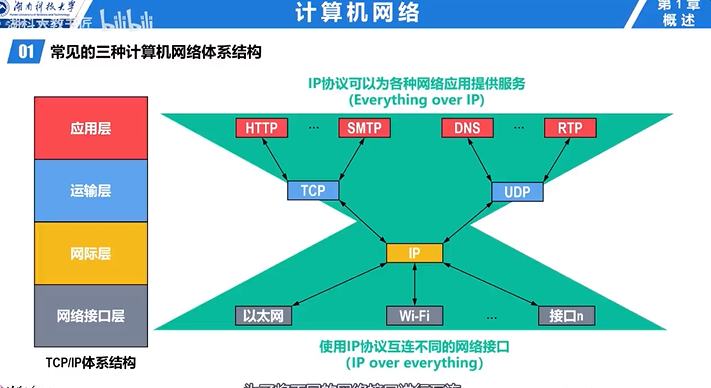 湖南科技大学
bilibili
计算机网络
第1章
概述
01 常见的三种计算机网络体系结构
IP协议可以为各种网络应用提供服务
(Everything over IP)
应用层
HTTP … SMTP DNS … RTP
运输层
TCP UDP
网际层
IP
网络接口层
以太网 Wi-Fi … 接口n
TCP/IP体系结构
使用IP协议互连不同的网络接口
(IP over everything)